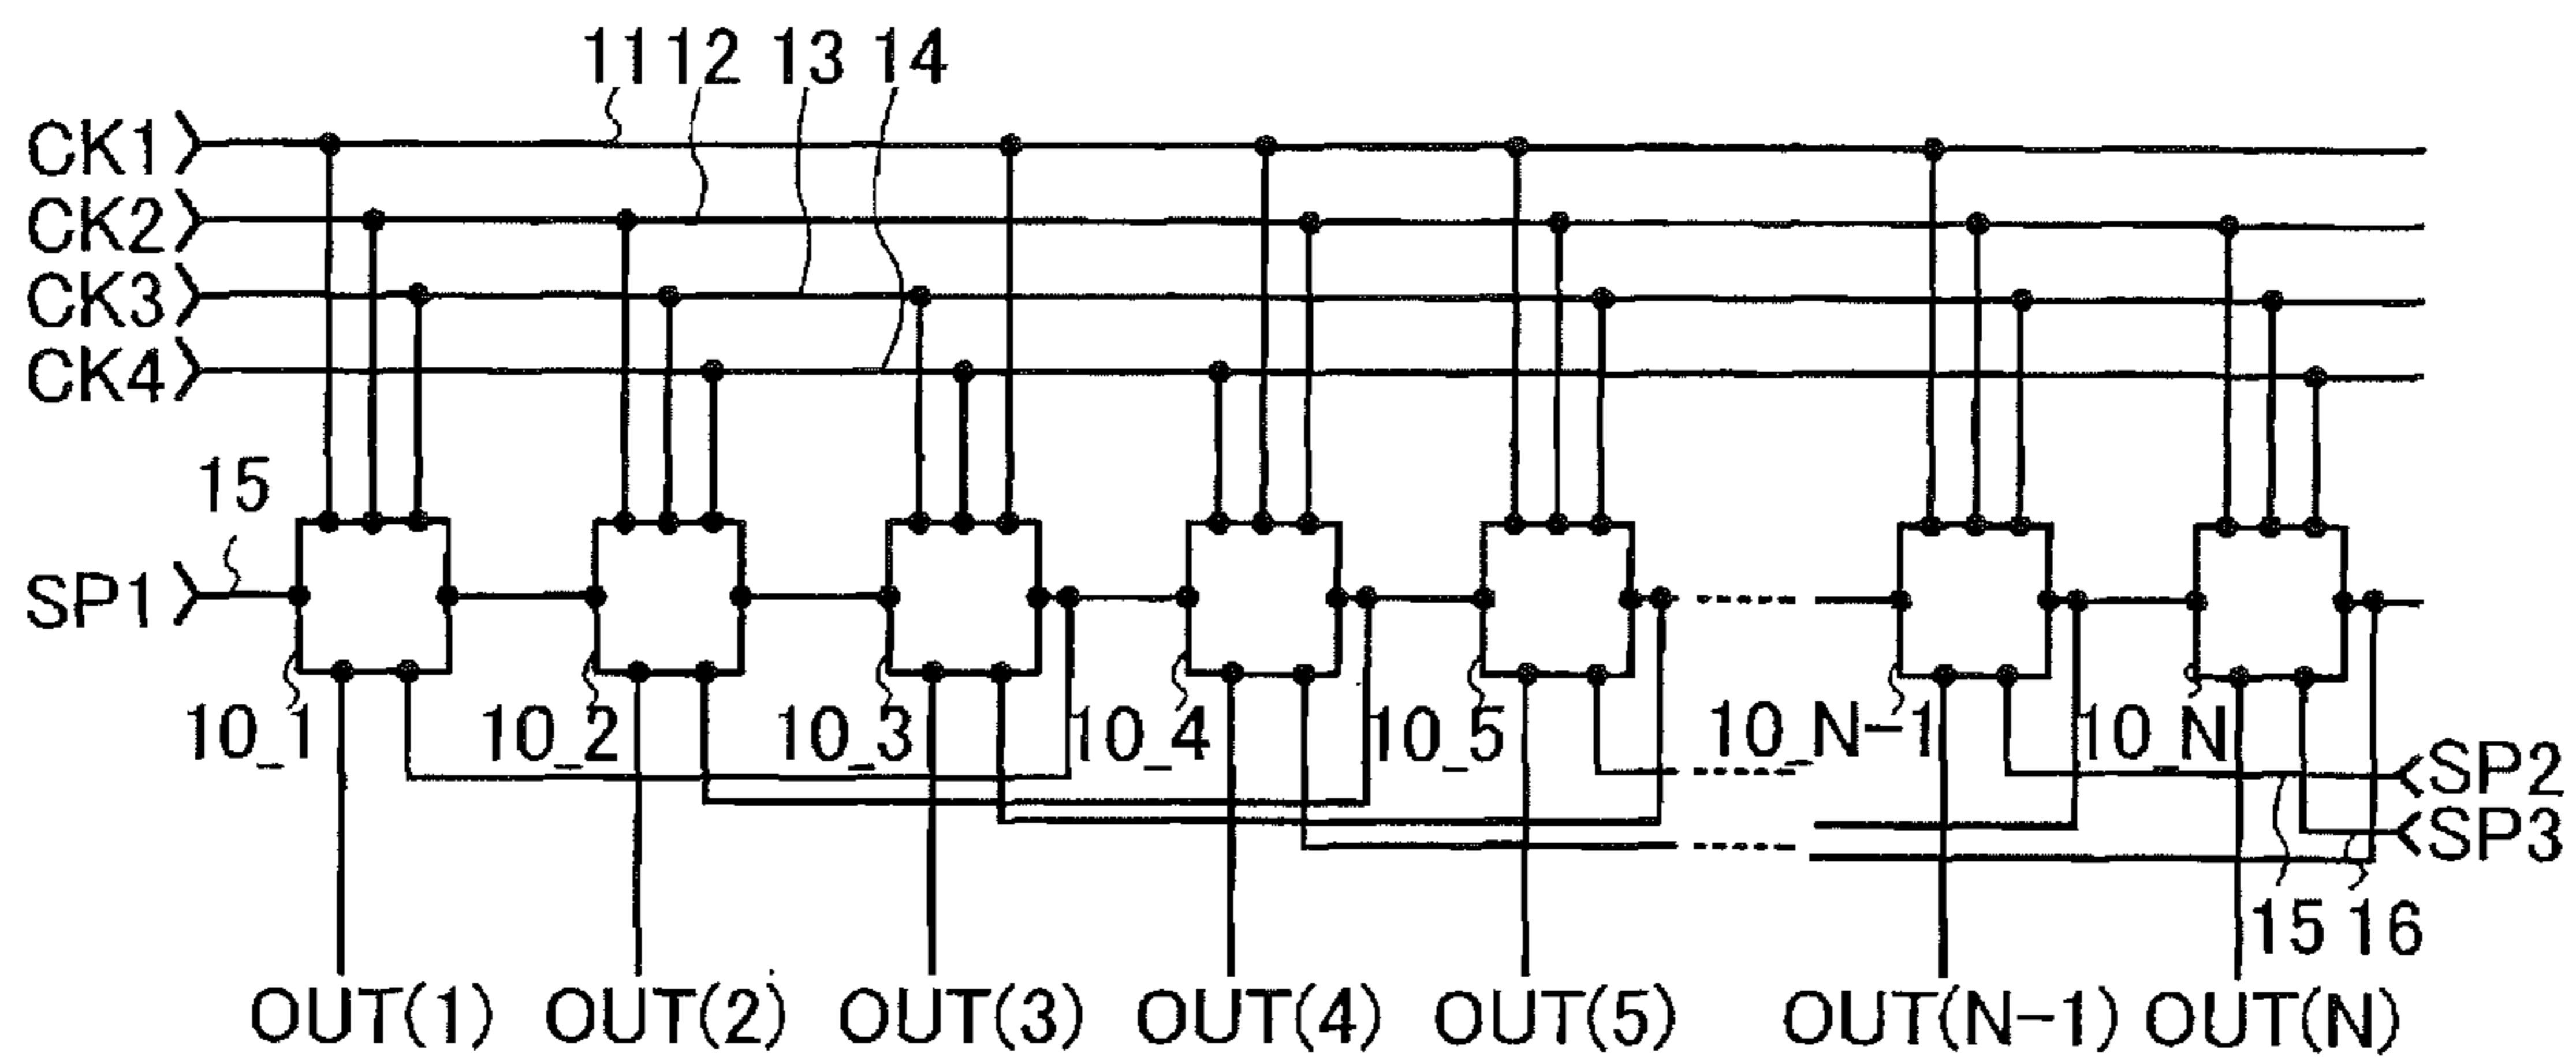 11 12 13 14
CK1
CK2
CK3
CK4
15
SP1
10_1 10_2 10_3 10_4 10_5 10_N-1 10_N
SP2
SP3
15 16
OUT(1) OUT(2) OUT(3) OUT(4) OUT(5) OUT(N-1) OUT(N)